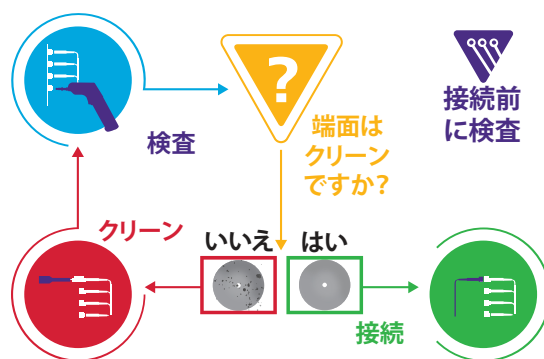 ?
接続前
に検査
検査
端面は
クリーン
ですか？
クリーン
いいえ
はい
接続